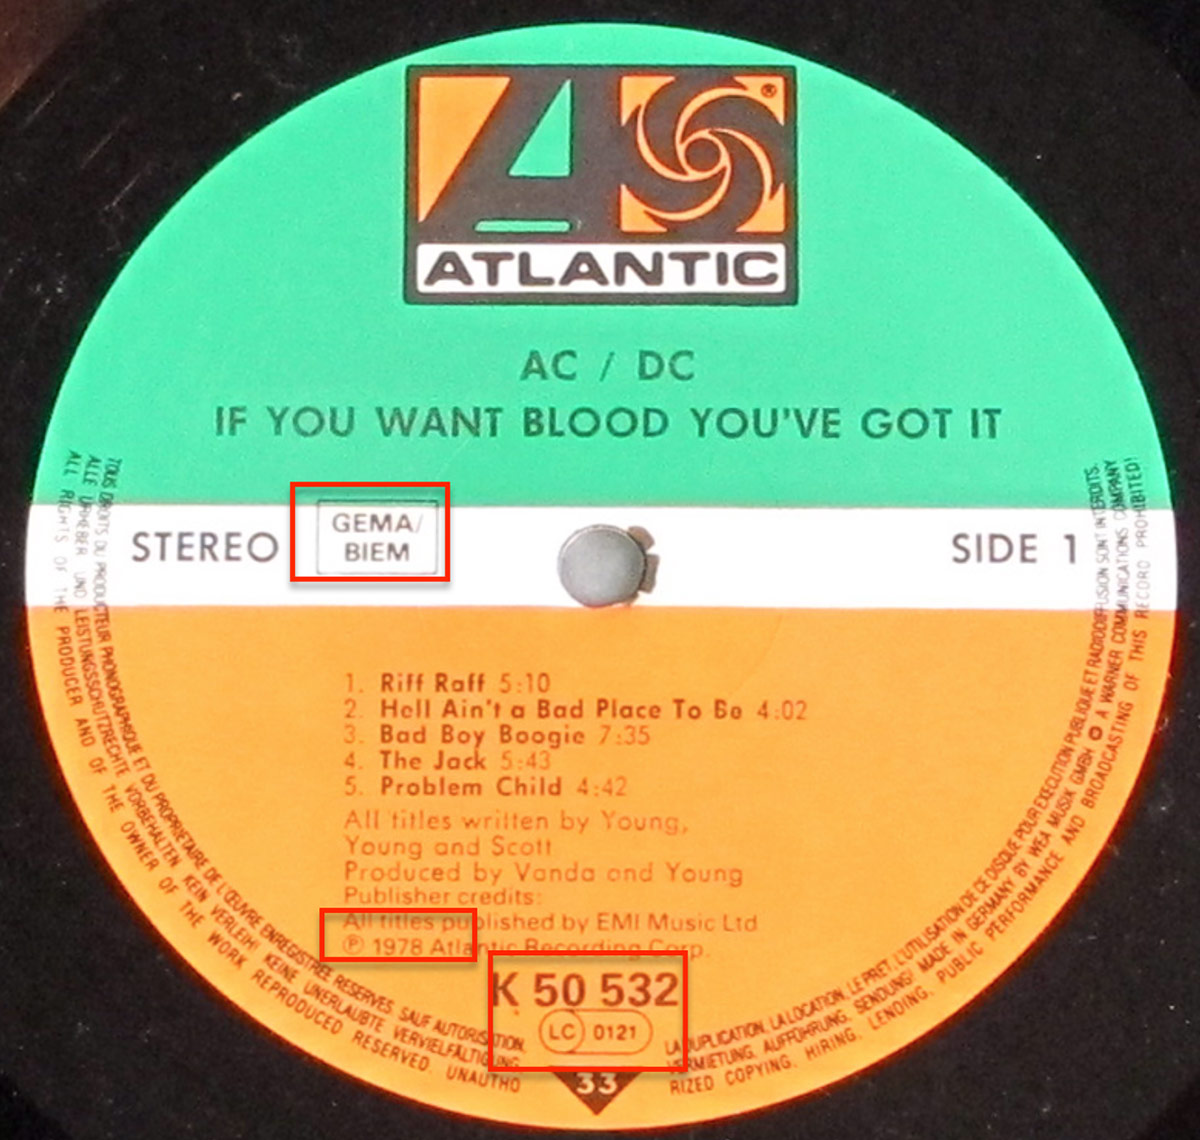 ®
ATLANTIC
AC / DC
IF YOU WANT BLOOD YOU'VE GOT IT
STEREO
GEMA/
BIEM
SIDE 1
1. Riff Raff 5:10
2. Hell Ain't a Bad Place To Be 4:02
3. Bad Boy Boogie 7:35
4. The Jack 5:43
5. Problem Child 4:42
All titles written by Young,
Young and Scott
Produced by Vanda and Young
Publisher credits:
All titles published by EMI Music Ltd
℗ 1978 Atlantic Recording Corp.
K 50 532
LC 0121
33
TOUS DROITS DU PRODUCTEUR PHONOGRAPHIQUE ET DU PROPRIETAIRE DE L'ŒUVRE ENREGISTREE RESERVES. SAUF AUTORISATION, LA DUPLICATION, LA LOCATION, LE PRET, L'UTILISATION DE CE DISQUE POUR EXECUTION PUBLIQUE ET RADIODIFFUSION SONT INTERDITS.
ALLE URHEBER UND LEISTUNGSSCHUTZRECHTE VORBEHALTEN. KEIN VERLEIH! KEINE UNERLAUBTE VERVIELFÄLTIGUNG, VERMIETUNG, AUFFÜHRUNG, SENDUNG! MADE IN GERMANY BY WEA MUSIK GMBH A WARNER COMMUNICATIONS COMPANY
ALL RIGHTS OF THE PRODUCER AND OF THE OWNER OF THE WORK REPRODUCED RESERVED. UNAUTHORIZED COPYING, HIRING, LENDING, PUBLIC PERFORMANCE AND BROADCASTING OF THIS RECORD PROHIBITED!